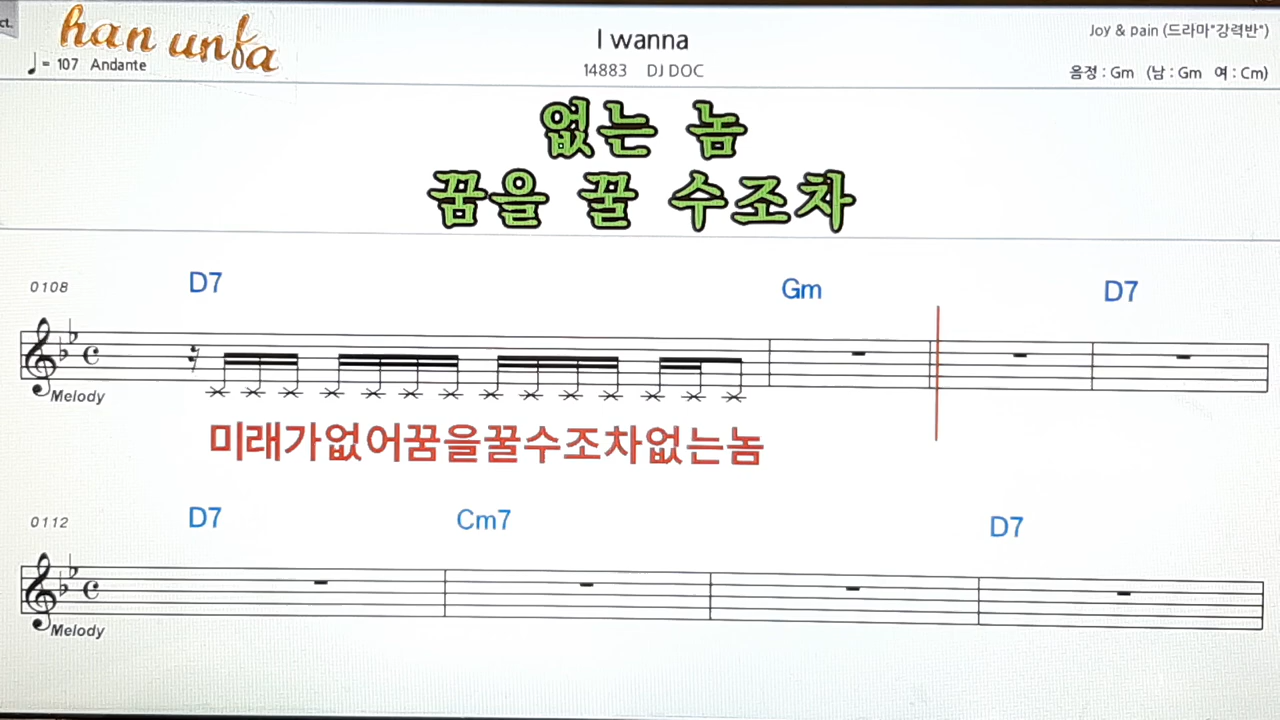 ct.
han unfa
♩= 107 Andante
I wanna
14883 DJ DOC
Joy & pain (드라마"강력반")
음정 : Gm (남 : Gm 여 : Cm)
없는 놈
꿈을 꿀 수조차
0108
D7 Gm D7
Melody
미래가없어꿈을꿀수조차없는놈
0112
D7 Cm7 D7
Melody